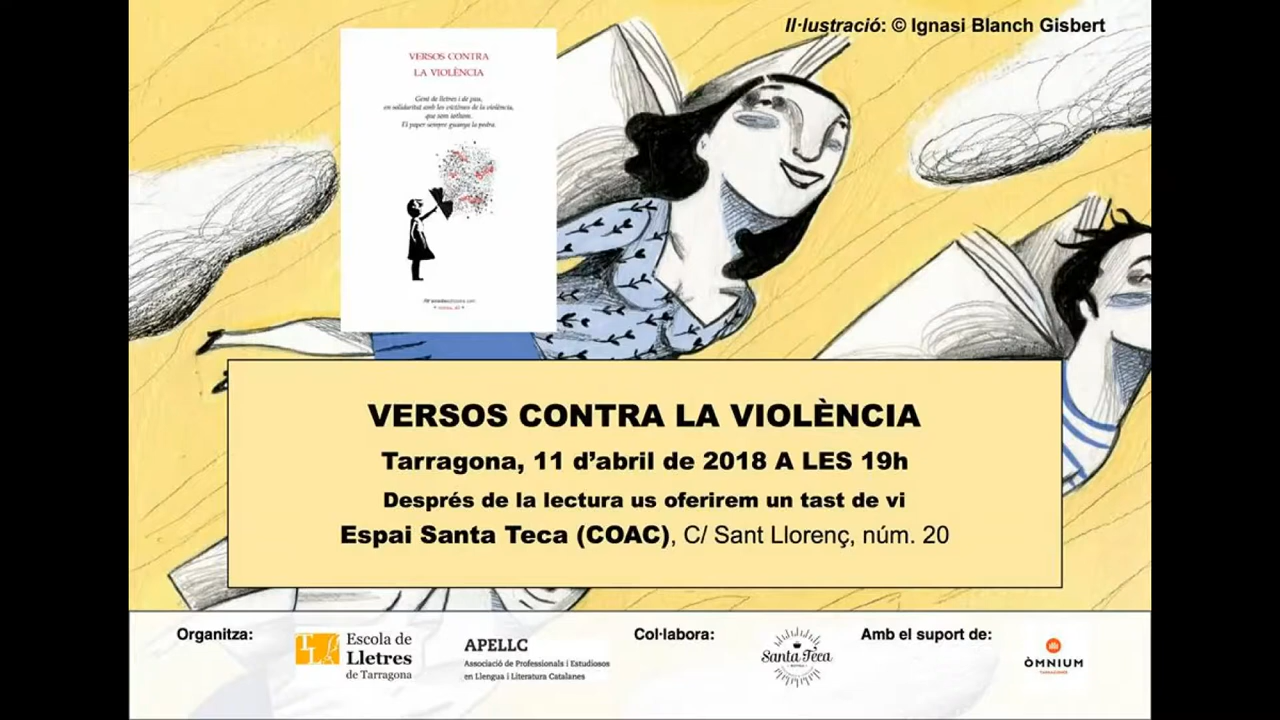 Il·lustració: © Ignasi Blanch Gisbert
VERSOS CONTRA
LA VIOLÈNCIA
Gent de lletres i de pau,
en solidaritat amb les víctimes de la violència,
que som tothom.
El paper sempre guanya la pedra.
VERSOS CONTRA LA VIOLÈNCIA
Tarragona, 11 d'abril de 2018 A LES 19h
Després de la lectura us oferirem un tast de vi
Espai Santa Teca (COAC), C/ Sant Llorenç, núm. 20
Organitza:
TL
Escola de
Lletres
de Tarragona
APELLC
Associació de Professionals i Estudiosos
en Llengua i Literatura Catalanes
Col·labora:
Santa Teca
Amb el suport de:
ÒMNIUM